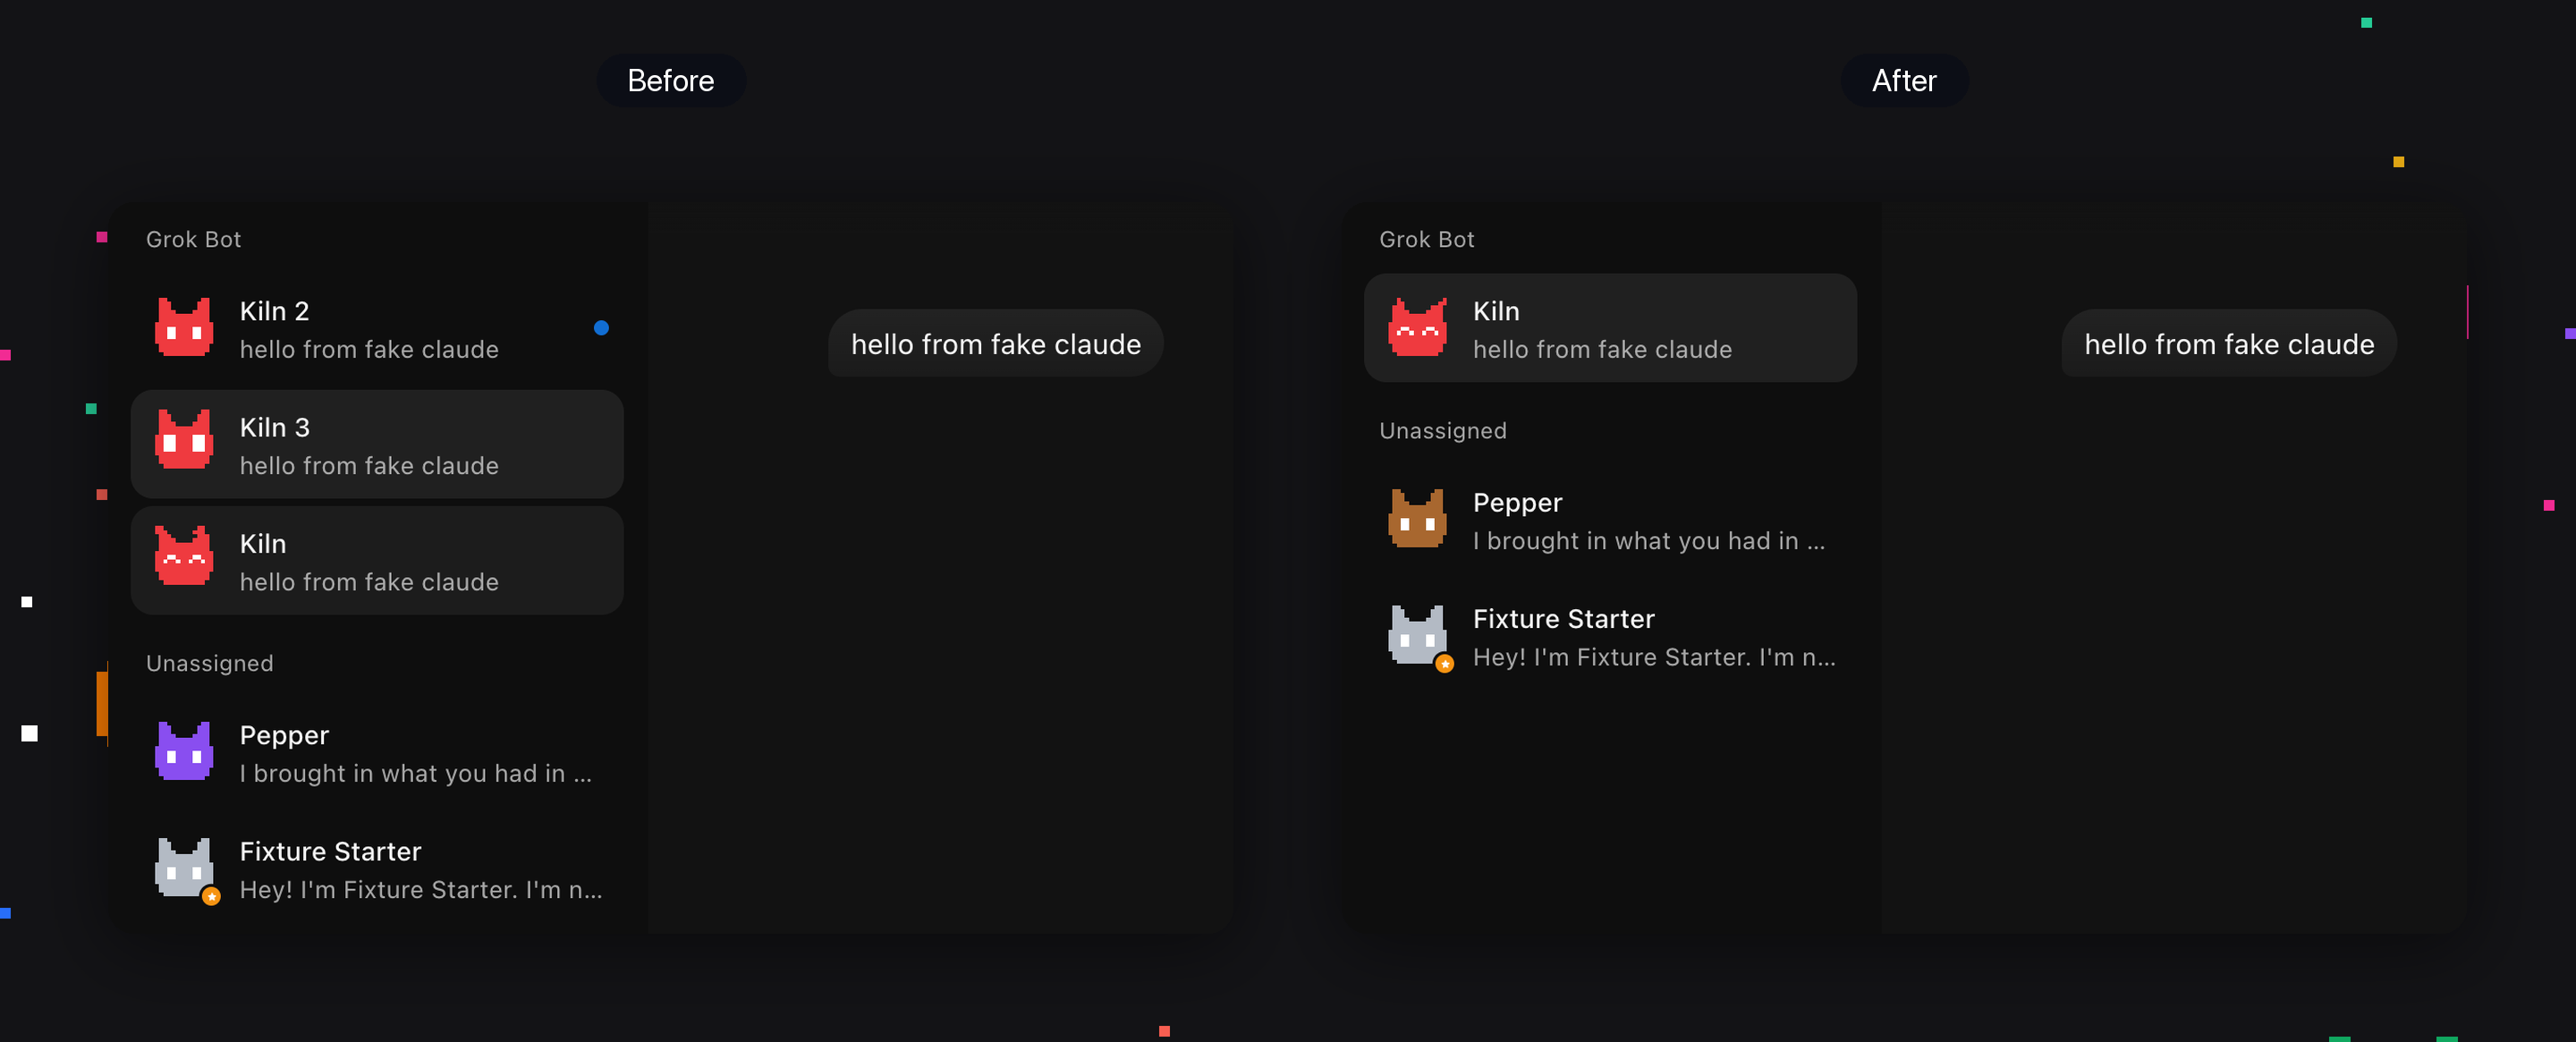 Before
Grok Bot
Kiln 2
hello from fake claude
Kiln 3
hello from fake claude
Kiln
hello from fake claude
Unassigned
Pepper
I brought in what you had in ...
Fixture Starter
Hey! I'm Fixture Starter. I'm n...
hello from fake claude
After
Grok Bot
Kiln
hello from fake claude
Unassigned
Pepper
I brought in what you had in ...
Fixture Starter
Hey! I'm Fixture Starter. I'm n...
hello from fake claude